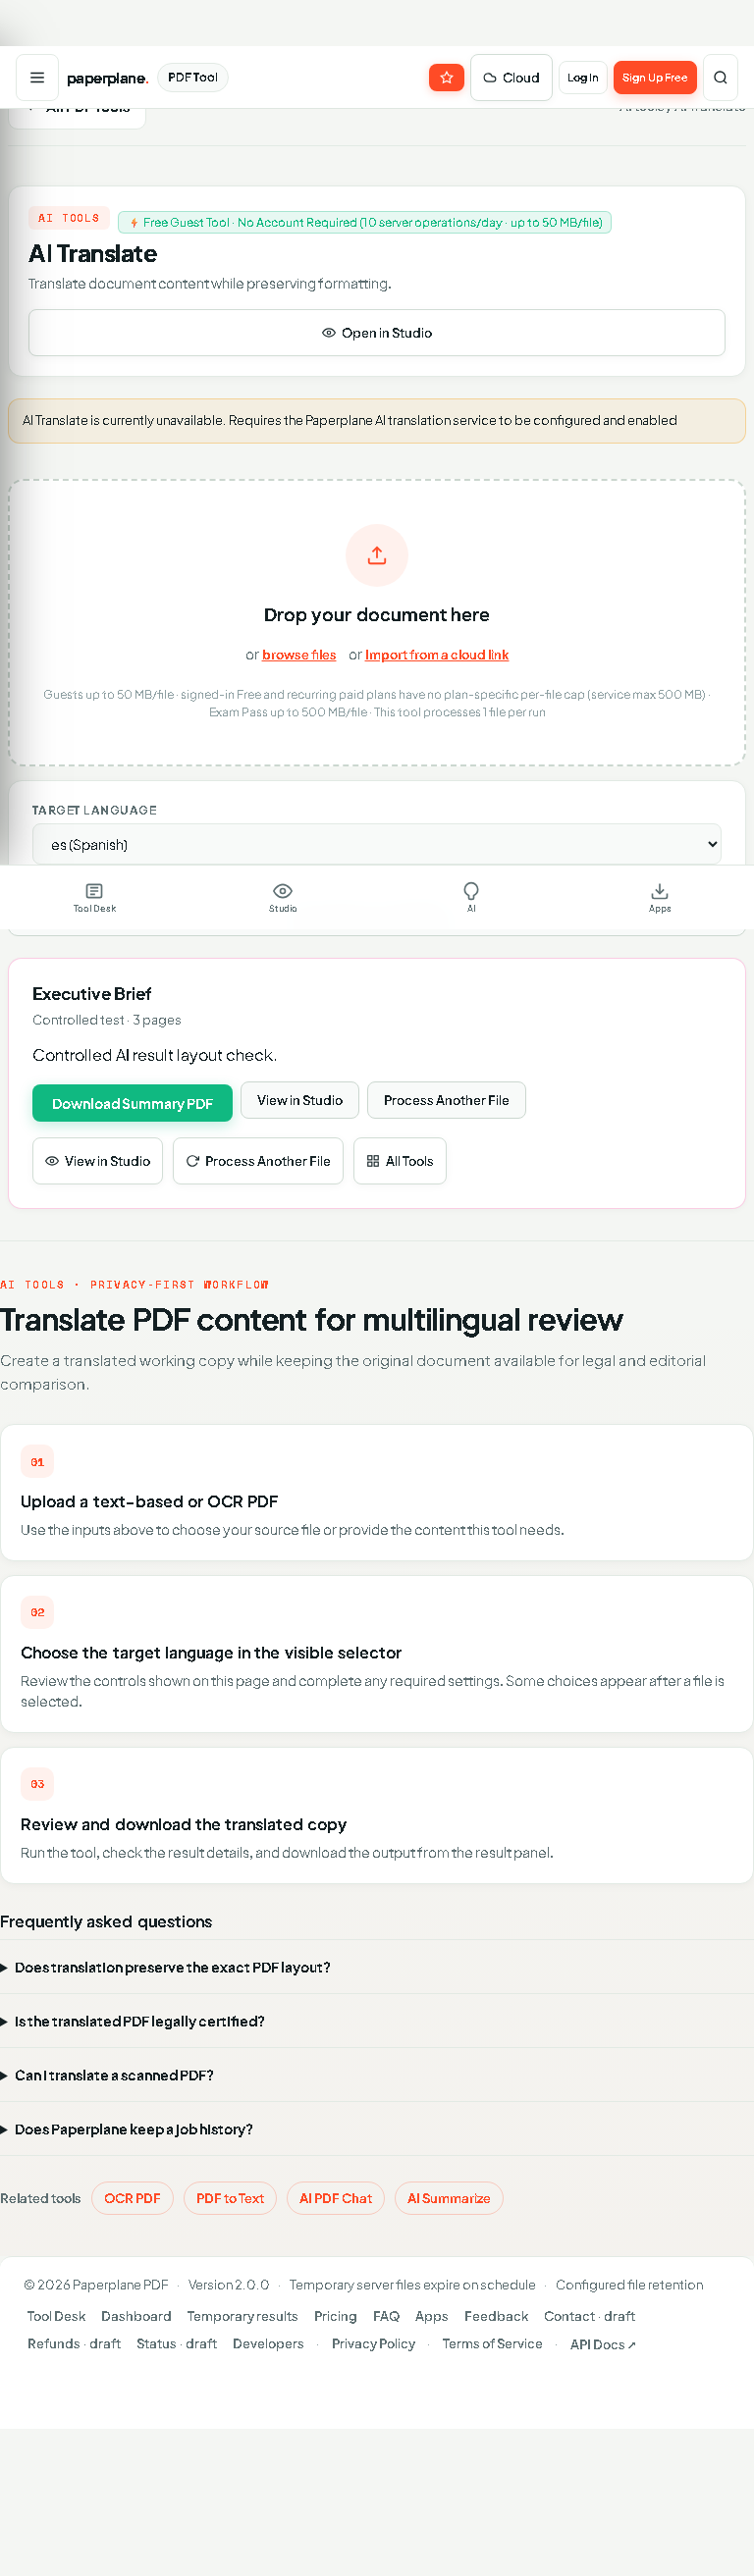 paperplane.
PDF Tool
Cloud
Log In
Sign Up Free
All PDF Tools
AI tools / AI Translate
AI TOOLS
Free Guest Tool · No Account Required (10 server operations/day · up to 50 MB/file)
AI Translate
Translate document content while preserving formatting.
Open in Studio
AI Translate is currently unavailable. Requires the Paperplane AI translation service to be configured and enabled
Drop your document here
or browse files or Import from a cloud link
Guests up to 50 MB/file · signed-in Free and recurring paid plans have no plan-specific per-file cap (service max 500 MB) ·
Exam Pass up to 500 MB/file · This tool processes 1 file per run
TARGET LANGUAGE
es (Spanish)
Tool Desk
Studio
AI
Apps
Executive Brief
Controlled test · 3 pages
Controlled AI result layout check.
Download Summary PDF
View in Studio
Process Another File
View in Studio
Process Another File
All Tools
AI TOOLS · PRIVACY-FIRST WORKFLOW
Translate PDF content for multilingual review
Create a translated working copy while keeping the original document available for legal and editorial
comparison.
01
Upload a text-based or OCR PDF
Use the inputs above to choose your source file or provide the content this tool needs.
02
Choose the target language in the visible selector
Review the controls shown on this page and complete any required settings. Some choices appear after a file is
selected.
03
Review and download the translated copy
Run the tool, check the result details, and download the output from the result panel.
Frequently asked questions
Does translation preserve the exact PDF layout?
Is the translated PDF legally certified?
Can I translate a scanned PDF?
Does Paperplane keep a job history?
Related tools
OCR PDF
PDF to Text
AI PDF Chat
AI Summarize
© 2026 Paperplane PDF · Version 2.0.0 · Temporary server files expire on schedule · Configured file retention
Tool Desk Dashboard Temporary results Pricing FAQ Apps Feedback Contact · draft
Refunds · draft Status · draft Developers · Privacy Policy · Terms of Service · API Docs ↗